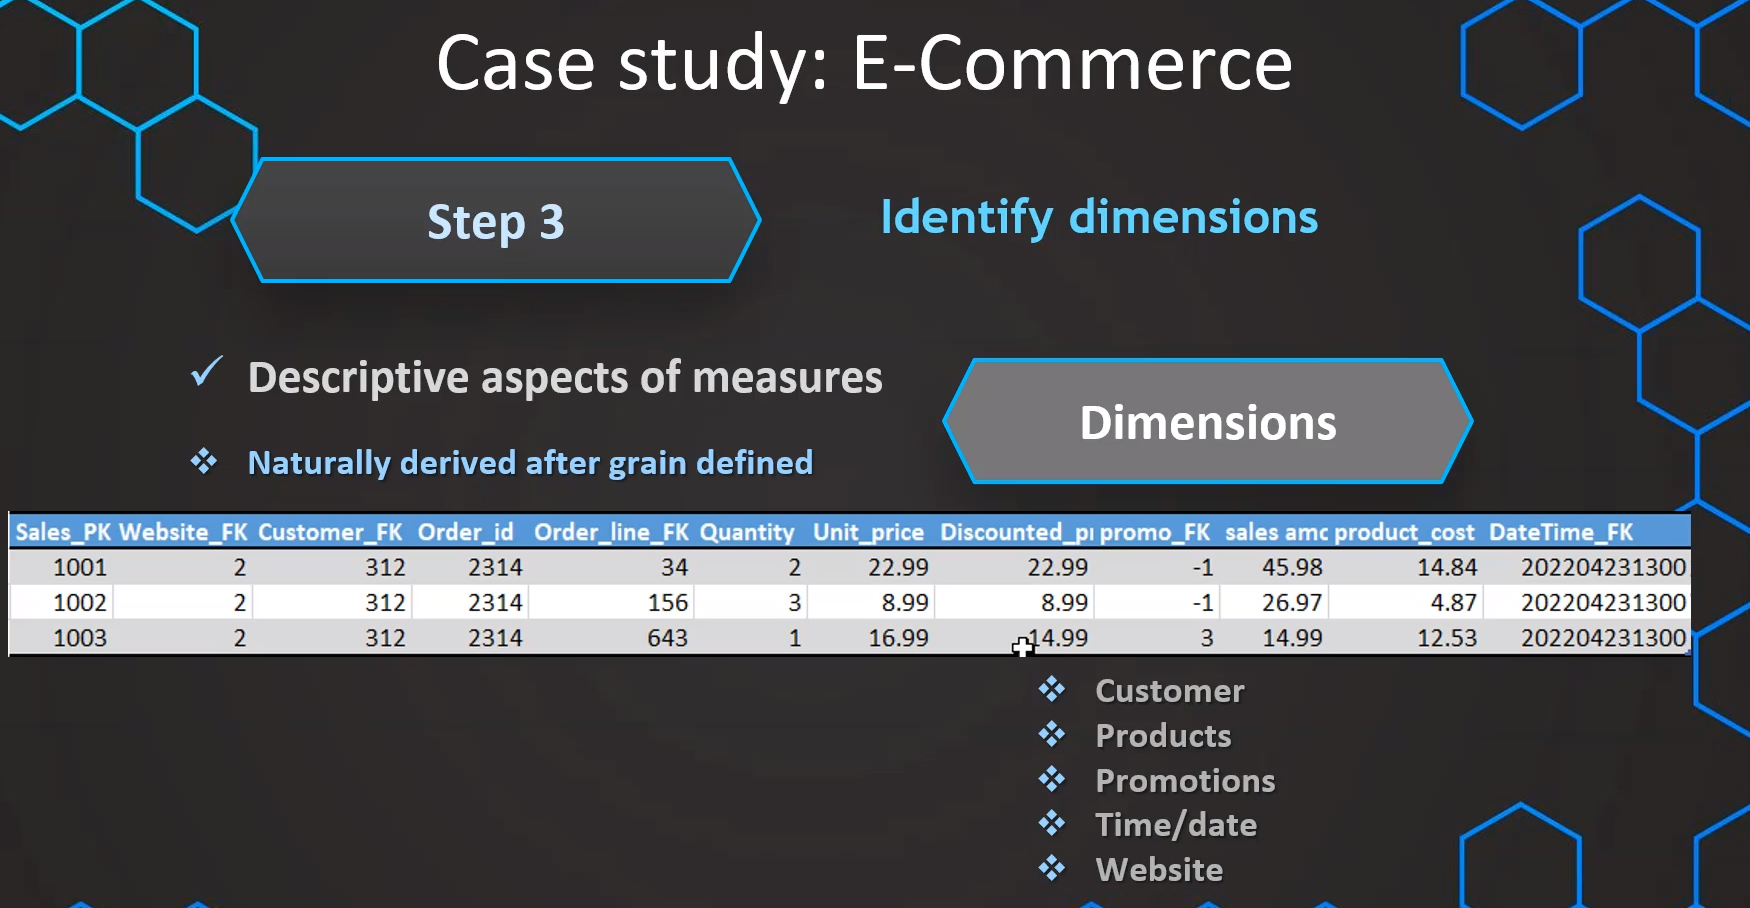 Case study: E-Commerce
Step 3
Identify dimensions
Descriptive aspects of measures
Naturally derived after grain defined
Dimensions
Sales_PK Website_FK Customer_FK Order_id Order_line_FK Quantity Unit_price Discounted_pr promo_FK sales amo product_cost DateTime_FK
1001 2 312 2314 34 2 22.99 22.99 -1 45.98 14.84 202204231300
1002 2 312 2314 156 3 8.99 8.99 -1 26.97 4.87 202204231300
1003 2 312 2314 643 1 16.99 14.99 3 14.99 12.53 202204231300
Customer
Products
Promotions
Time/date
Website